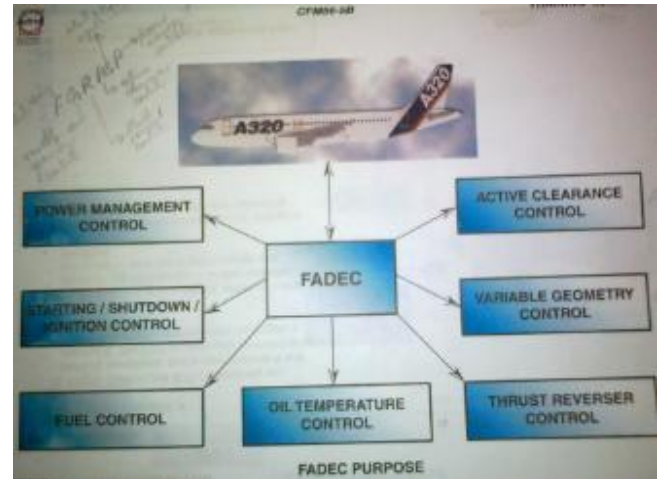 CFM56-5B
A320
A320
POWER MANAGEMENT
CONTROL
ACTIVE CLEARANCE
CONTROL
FADEC
STARTING / SHUTDOWN /
IGNITION CONTROL
VARIABLE GEOMETRY
CONTROL
FUEL CONTROL
OIL TEMPERATURE
CONTROL
THRUST REVERSER
CONTROL
FADEC PURPOSE